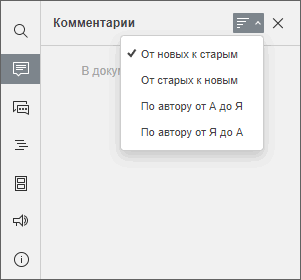 Комментарии
От новых к старым
От старых к новым
По автору от А до Я
По автору от Я до А
В